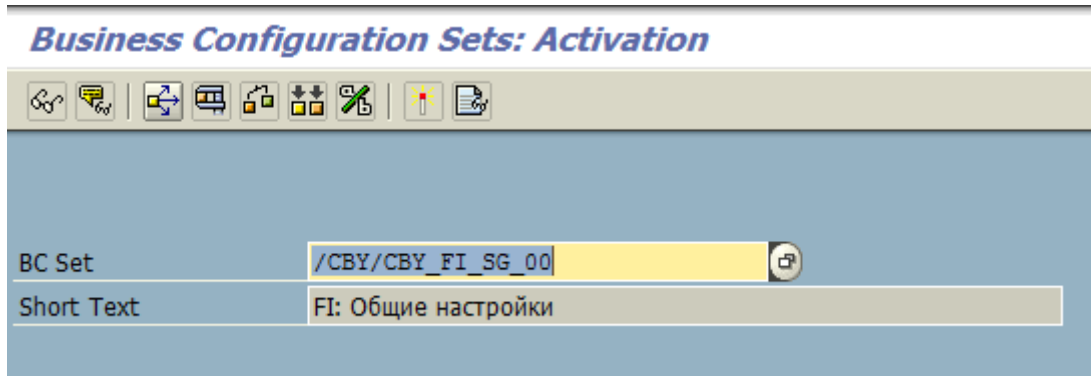 Business Configuration Sets: Activation
BC Set /CBY/CBY_FI_SG_00
Short Text FI: Общие настройки